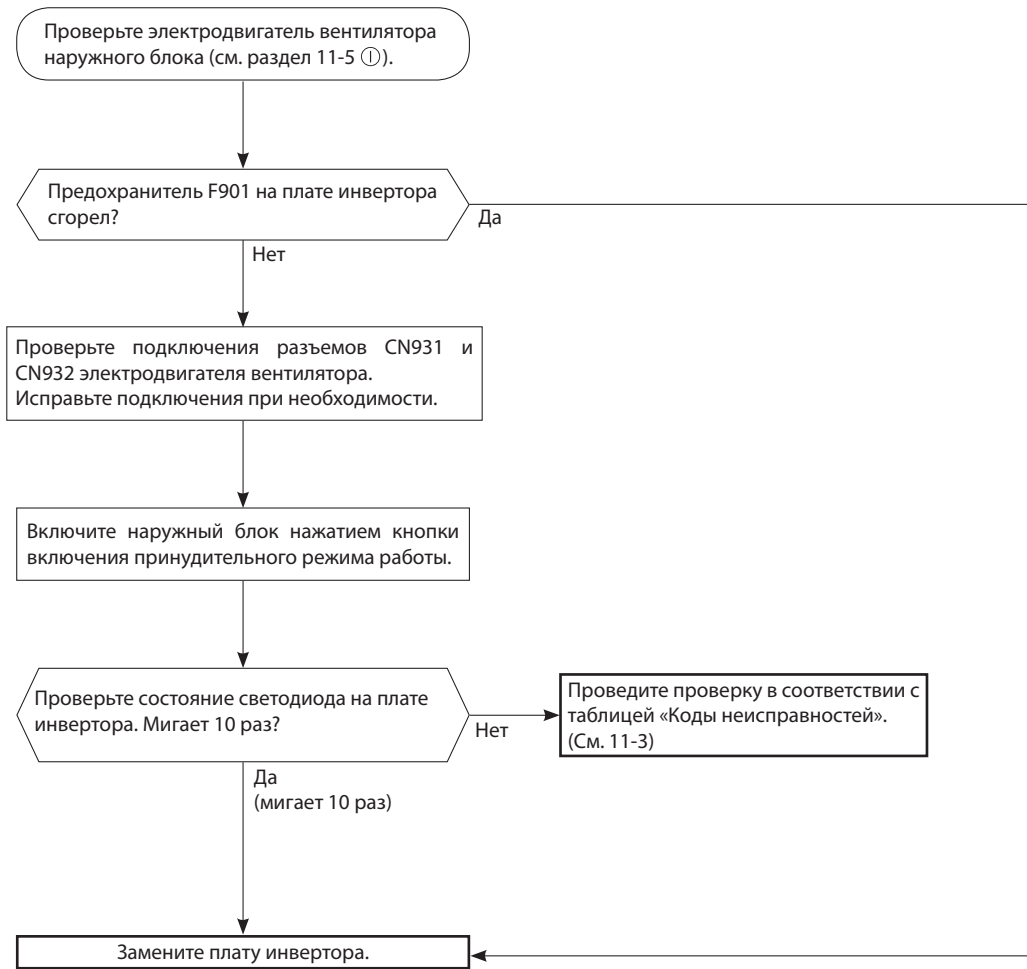 Проверьте электродвигатель вентилятора
наружного блока (см. раздел 11-5 Ⓘ).
Предохранитель F901 на плате инвертора
сгорел?
Да
Нет
Проверьте подключения разъемов CN931 и
CN932 электродвигателя вентилятора.
Исправьте подключения при необходимости.
Включите наружный блок нажатием кнопки
включения принудительного режима работы.
Проверьте состояние светодиода на плате
инвертора. Мигает 10 раз?
Нет
Проведите проверку в соответствии с
таблицей «Коды неисправностей».
(См. 11-3)
Да
(мигает 10 раз)
Замените плату инвертора.